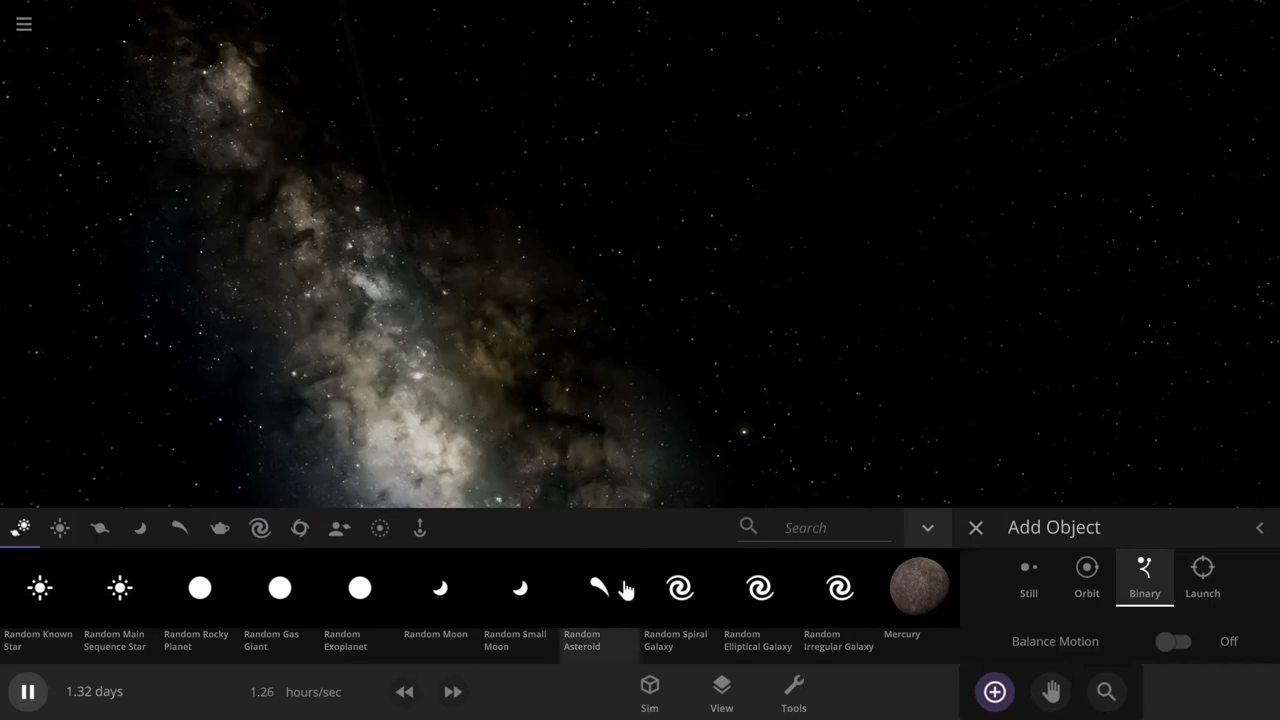 Search
Add Object
Still
Orbit
Binary
Launch
Random Known
Star
Random Main
Sequence Star
Random Rocky
Planet
Random Gas
Giant
Random
Exoplanet
Random Moon
Random Small
Moon
Random
Asteroid
Random Spiral
Galaxy
Random
Elliptical Galaxy
Random
Irregular Galaxy
Mercury
Balance Motion
Off
1.32 days
1.26 hours/sec
Sim
View
Tools